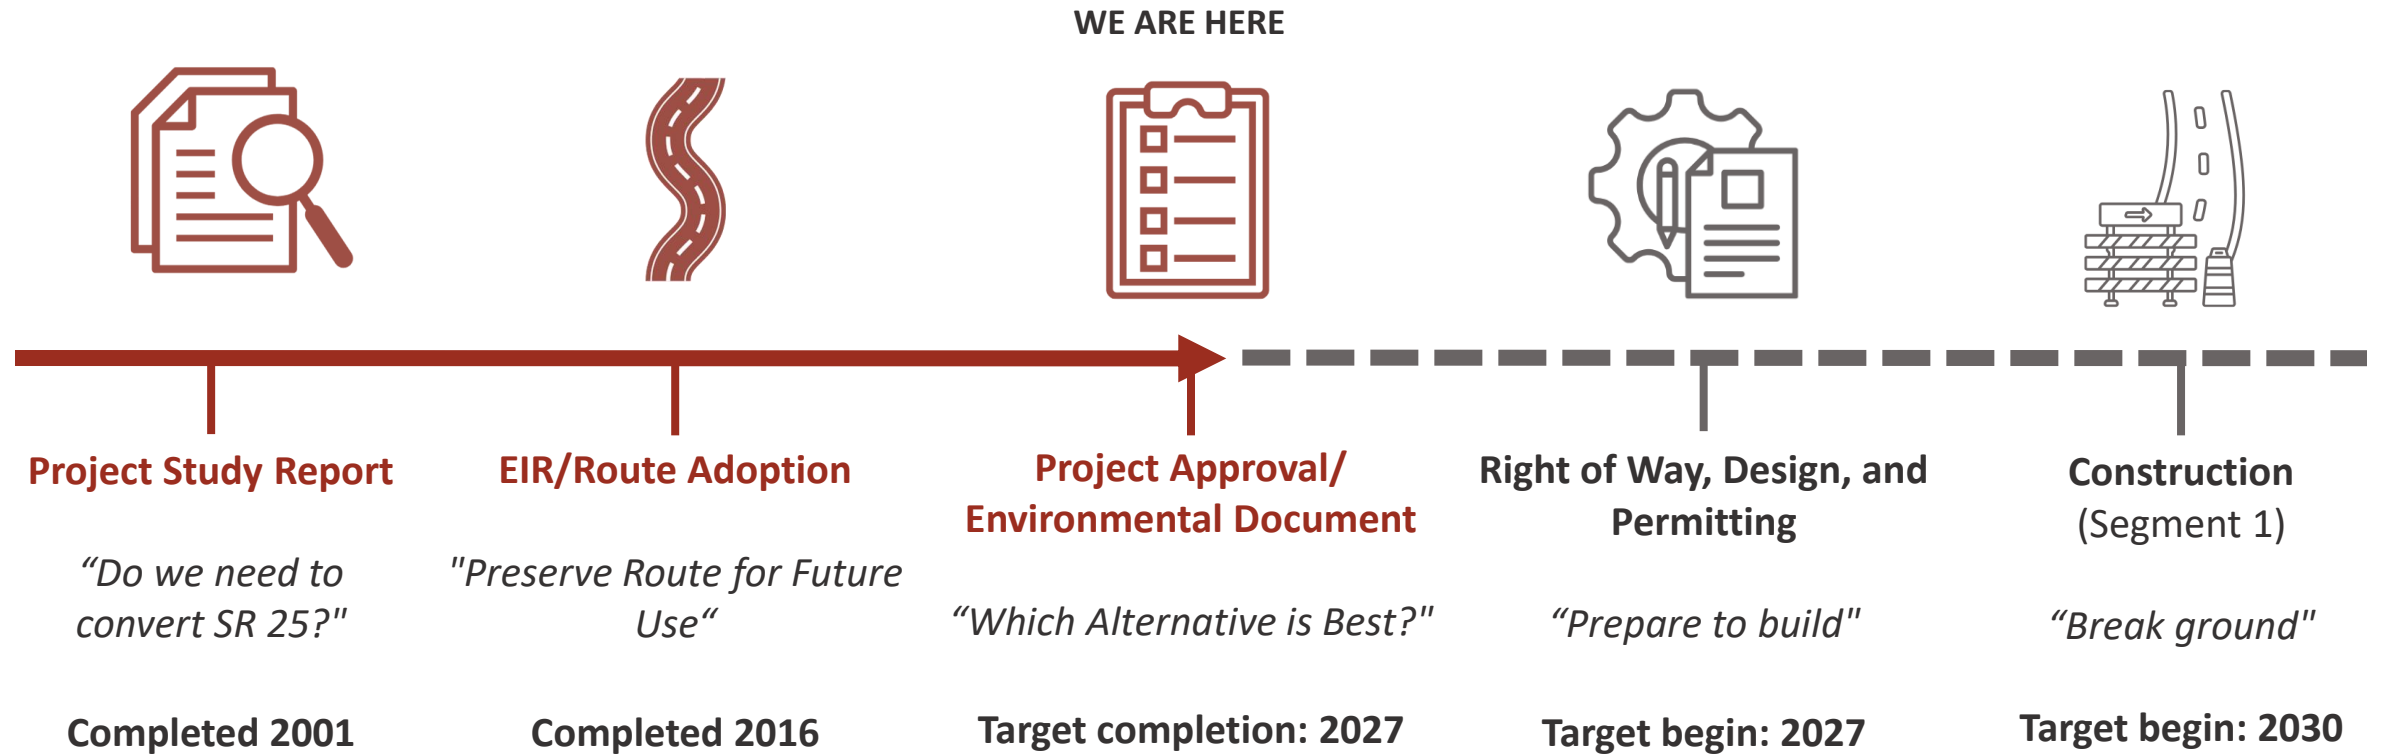 WE ARE HERE
Project Study Report
“Do we need to
convert SR 25?"
Completed 2001
EIR/Route Adoption
"Preserve Route for Future
Use“
Completed 2016
Project Approval/
Environmental Document
“Which Alternative is Best?"
Target completion: 2027
Right of Way, Design, and
Permitting
“Prepare to build"
Target begin: 2027
Construction
(Segment 1)
“Break ground"
Target begin: 2030